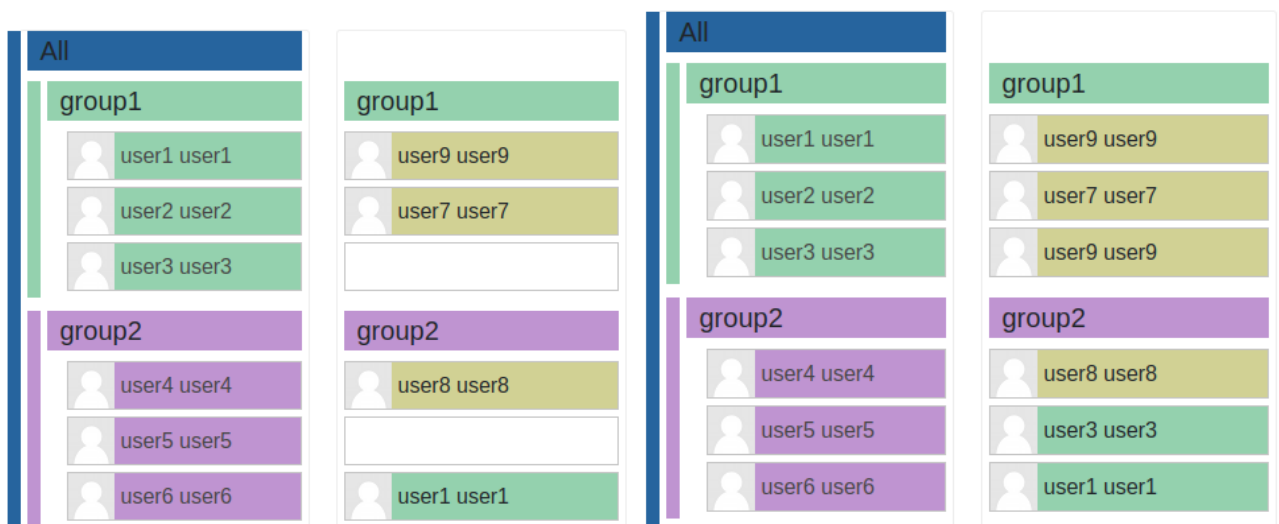 All
group1
user1 user1
user2 user2
user3 user3
group2
user4 user4
user5 user5
user6 user6
group1
user9 user9
user7 user7
group2
user8 user8
user1 user1
All
group1
user1 user1
user2 user2
user3 user3
group2
user4 user4
user5 user5
user6 user6
group1
user9 user9
user7 user7
user9 user9
group2
user8 user8
user3 user3
user1 user1